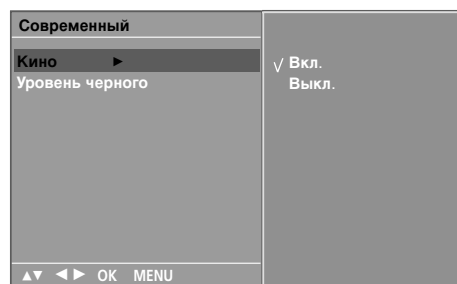 Современный
Кино ►
Уровень черного
√ Вкл.
Выкл.
▲▼ ◄► OK MENU